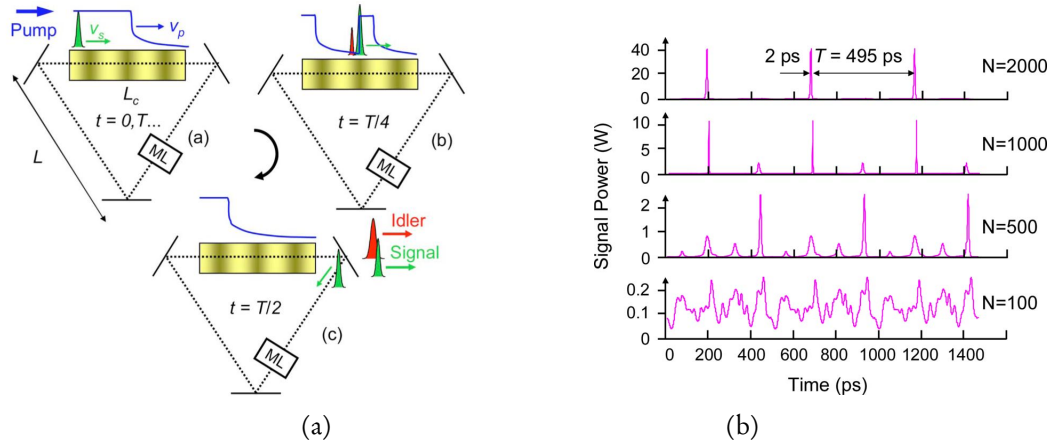 Pump
v_s
v_p
L_c
t = 0,T...
(a)
L
ML
t = T/4
(b)
ML
Idler
Signal
t = T/2
(c)
ML
(a)
Signal Power (W)
40
20
0
2 ps
T = 495 ps
N=2000
10
5
0
N=1000
2
1
0
N=500
0.2
0.1
0
N=100
0 200 400 600 800 1000 1200 1400
Time (ps)
(b)